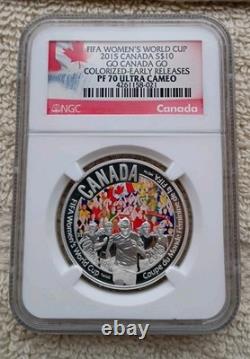 FIFA WOMEN'S WORLD CUP
2015 CANADA S$10
GO CANADA GO
COLORIZED-EARLY RELEASES
PF 70 ULTRA CAMEO
4261158-021
NGC
Canada
CANADA
FIFA Women's World Cup
Coupe du Monde Féminine de la FIFA